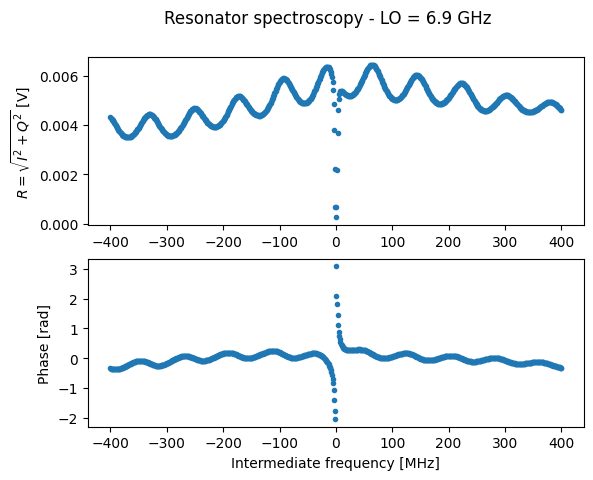 Resonator spectroscopy - LO = 6.9 GHz
R = √I² + Q² [V]
0.006
0.004
0.002
0.000
−400 −300 −200 −100 0 100 200 300 400
Phase [rad]
3
2
1
0
−1
−2
−400 −300 −200 −100 0 100 200 300 400
Intermediate frequency [MHz]